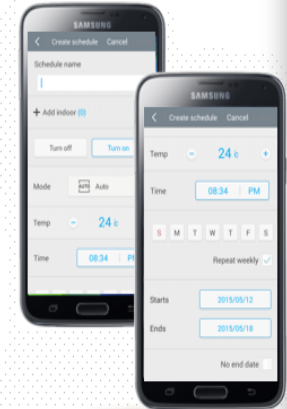 SAMSUNG
Create schedule Cancel
Schedule name
+ Add indoor (0)
Turn off Turn on
Mode AUTO Auto
Temp - 24
Time 08:34
SAMSUNG
Create schedule Cancel
Temp - 24 +
Time 08:34 PM
S M T W T F S
Repeat weekly
Starts 2015/05/12
Ends 2015/05/18
No end date